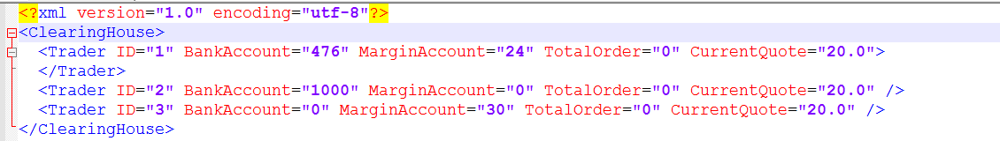 <?xml version="1.0" encoding="utf-8"?>
<ClearingHouse>
<Trader ID="1" BankAccount="476" MarginAccount="24" TotalOrder="0" CurrentQuote="20.0">
</Trader>
<Trader ID="2" BankAccount="1000" MarginAccount="0" TotalOrder="0" CurrentQuote="20.0" />
<Trader ID="3" BankAccount="0" MarginAccount="30" TotalOrder="0" CurrentQuote="20.0" />
</ClearingHouse>